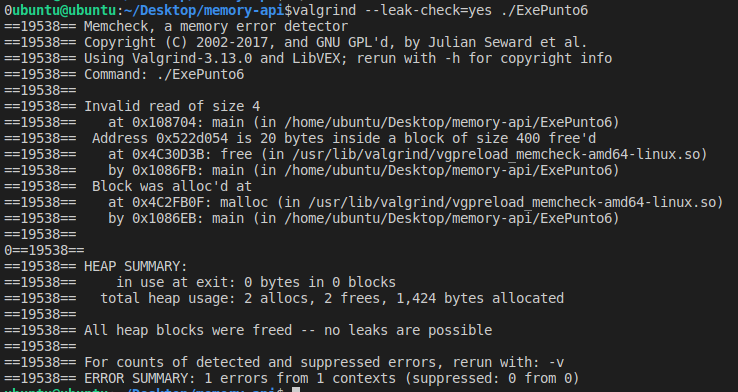 0ubuntu@ubuntu:~/Desktop/memory-api$valgrind --leak-check=yes ./ExePunto6
==19538== Memcheck, a memory error detector
==19538== Copyright (C) 2002-2017, and GNU GPL'd, by Julian Seward et al.
==19538== Using Valgrind-3.13.0 and LibVEX; rerun with -h for copyright info
==19538== Command: ./ExePunto6
==19538==
==19538== Invalid read of size 4
==19538==    at 0x108704: main (in /home/ubuntu/Desktop/memory-api/ExePunto6)
==19538==  Address 0x522d054 is 20 bytes inside a block of size 400 free'd
==19538==    at 0x4C30D3B: free (in /usr/lib/valgrind/vgpreload_memcheck-amd64-linux.so)
==19538==    by 0x1086FB: main (in /home/ubuntu/Desktop/memory-api/ExePunto6)
==19538==  Block was alloc'd at
==19538==    at 0x4C2FB0F: malloc (in /usr/lib/valgrind/vgpreload_memcheck-amd64-linux.so)
==19538==    by 0x1086EB: main (in /home/ubuntu/Desktop/memory-api/ExePunto6)
==19538==
0==19538==
==19538== HEAP SUMMARY:
==19538==     in use at exit: 0 bytes in 0 blocks
==19538==   total heap usage: 2 allocs, 2 frees, 1,424 bytes allocated
==19538==
==19538== All heap blocks were freed -- no leaks are possible
==19538==
==19538== For counts of detected and suppressed errors, rerun with: -v
==19538== ERROR SUMMARY: 1 errors from 1 contexts (suppressed: 0 from 0)
ubuntu@ubuntu:~/Desktop/memory-api$